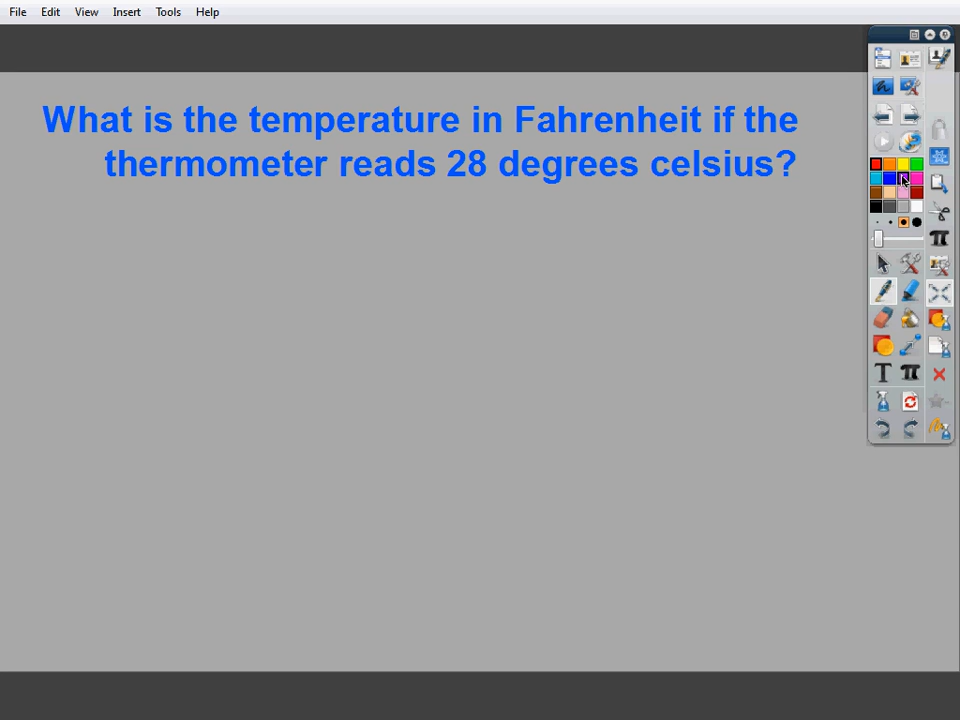 File Edit View Insert Tools Help
What is the temperature in Fahrenheit if the
thermometer reads 28 degrees celsius?